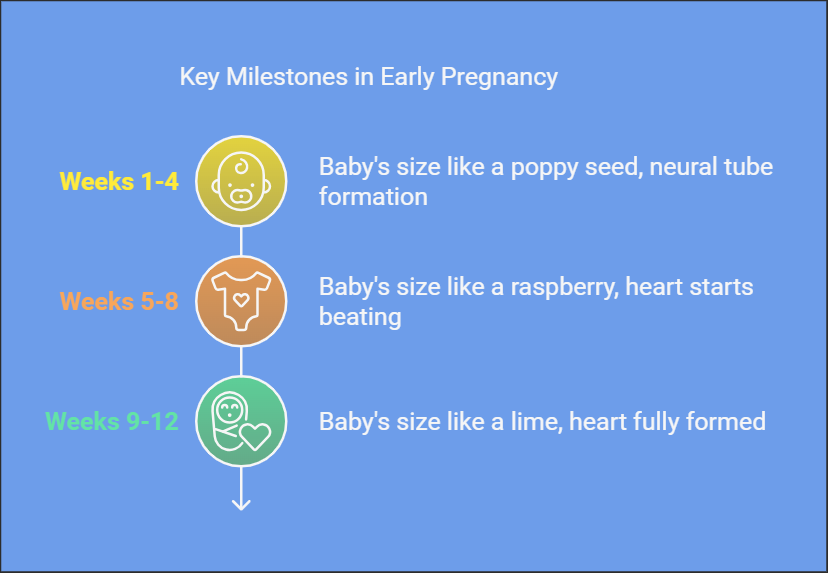 Key Milestones in Early Pregnancy
Weeks 1-4
Baby's size like a poppy seed, neural tube
formation
Weeks 5-8
Baby's size like a raspberry, heart starts
beating
Weeks 9-12
Baby's size like a lime, heart fully formed